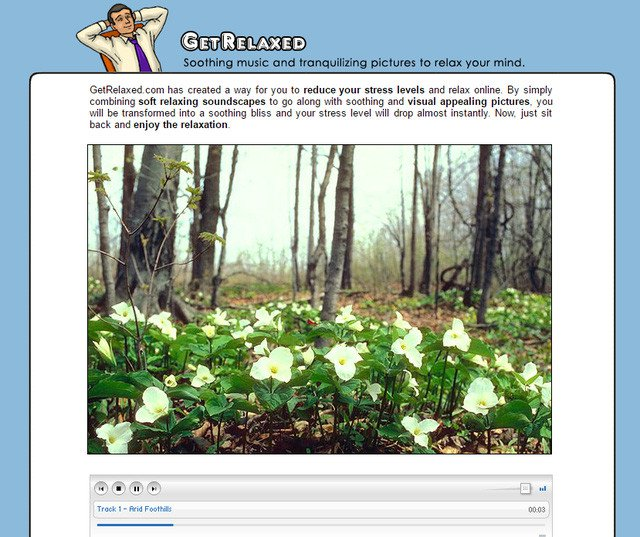 GetRelaxed
Soothing music and tranquilizing pictures to relax your mind.
GetRelaxed.com has created a way for you to reduce your stress levels and relax online. By simply
combining soft relaxing soundscapes to go along with soothing and visual appealing pictures, you
will be transformed into a soothing bliss and your stress level will drop almost instantly. Now, just sit
back and enjoy the relaxation.
Track 1 - Arid Foothills 00:03